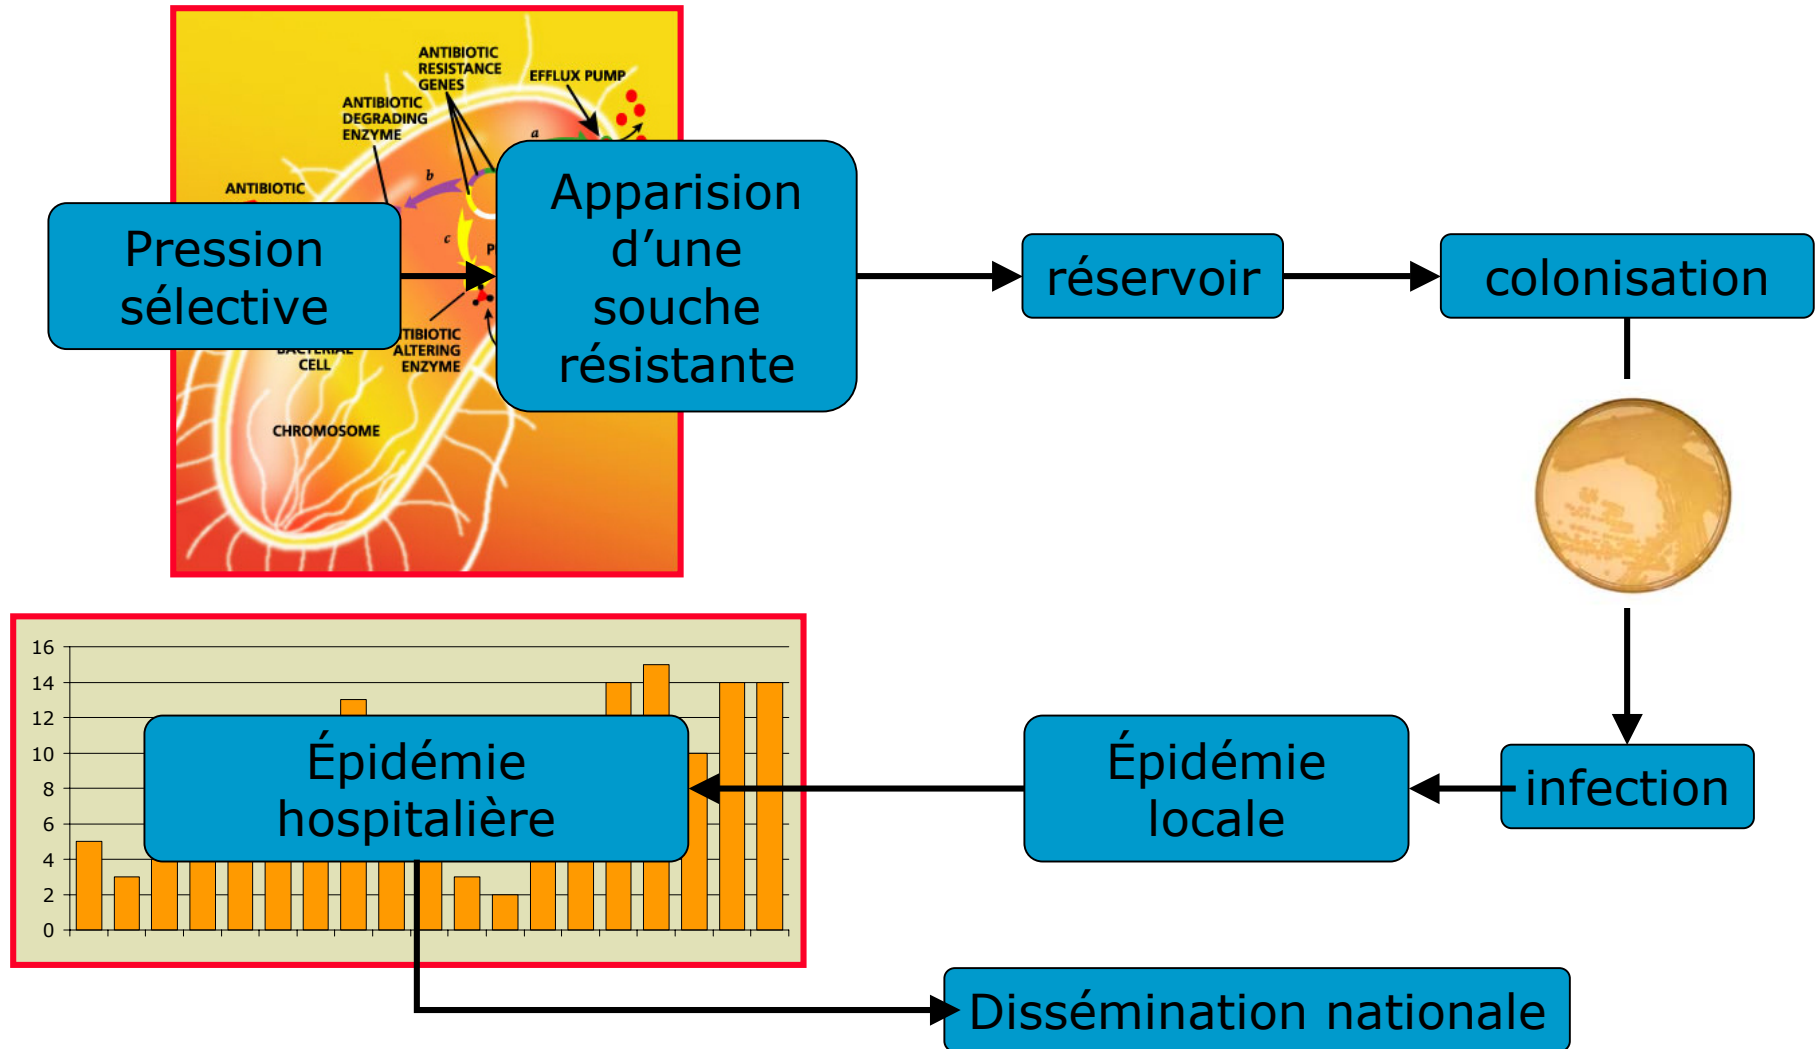 ANTIBIOTIC
RESISTANCE
GENES
EFFLUX PUMP
ANTIBIOTIC
DEGRADING
ENZYME
a
b
ANTIBIOTIC
c
BACTERIAL
CELL
ALTERING
ENZYME
CHROMOSOME
Pression
sélective
Apparision
d’une
souche
résistante
réservoir
colonisation
infection
Épidémie
locale
Épidémie
hospitalière
16
14
12
10
8
6
4
2
0
Dissémination nationale